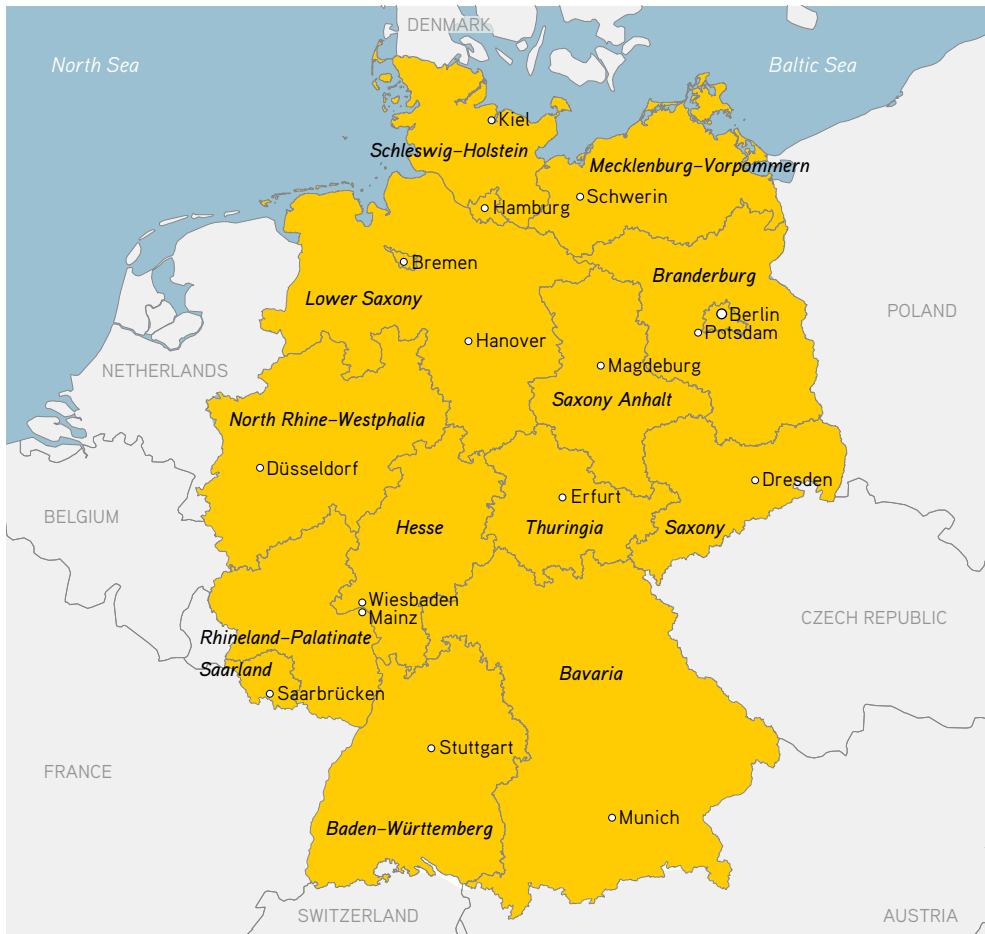 DENMARK
North Sea
Baltic Sea
Kiel
Schleswig–Holstein
Mecklenburg–Vorpommern
Schwerin
Hamburg
Bremen
Branderburg
Lower Saxony
POLAND
Berlin
Potsdam
Hanover
Magdeburg
NETHERLANDS
Saxony Anhalt
North Rhine–Westphalia
Düsseldorf
Dresden
Erfurt
BELGIUM
Hesse
Thuringia
Saxony
Wiesbaden
Mainz
CZECH REPUBLIC
Rhineland–Palatinate
Saarland
Bavaria
Saarbrücken
Stuttgart
FRANCE
Munich
Baden–Württemberg
SWITZERLAND
AUSTRIA